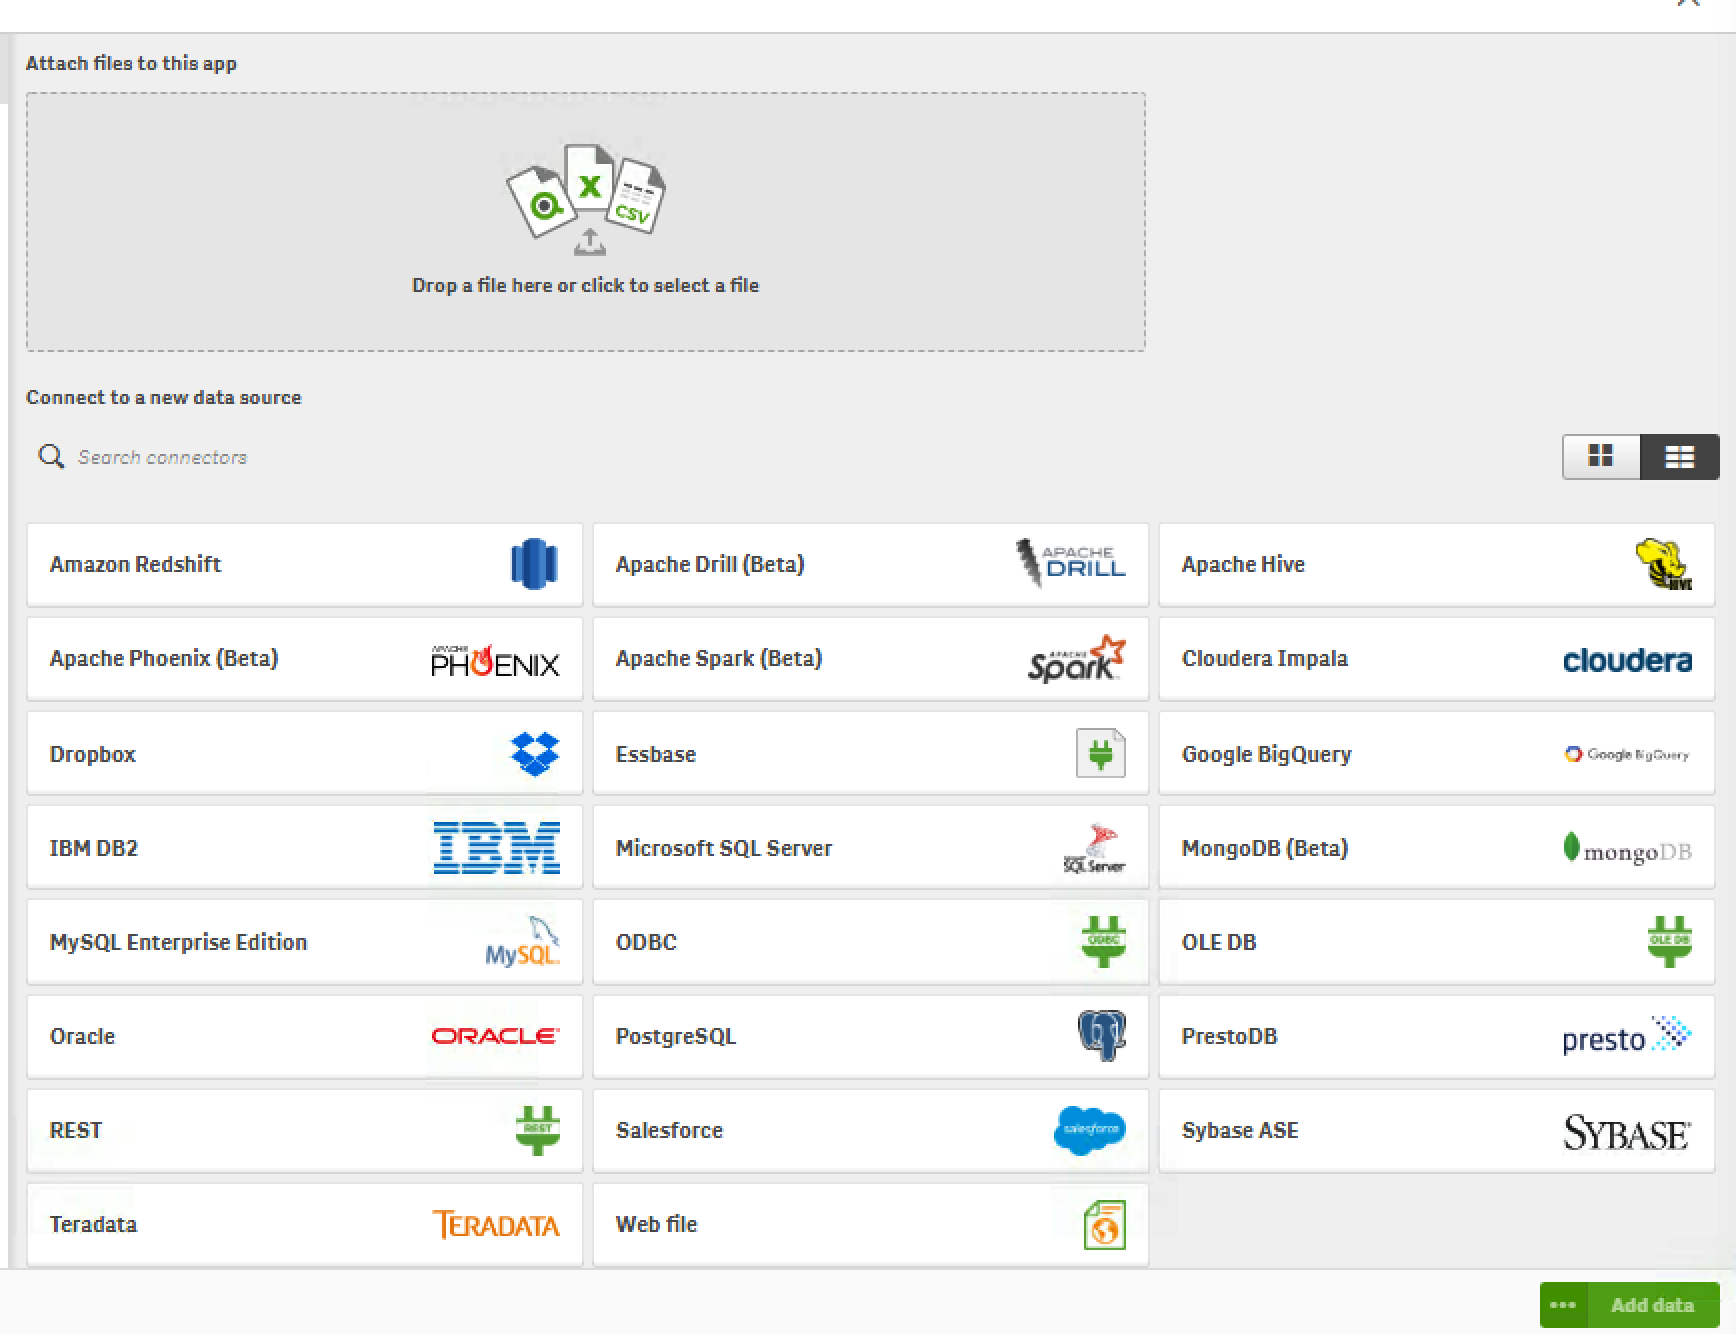 Attach files to this app
X
CSV
Drop a file here or click to select a file
Connect to a new data source
Search connectors
Amazon Redshift
Apache Drill (Beta)
APACHE
DRILL
Apache Hive
HIVE
Apache Phoenix (Beta)
APACHE
PHOENIX
Apache Spark (Beta)
APACHE
Spark
Cloudera Impala
cloudera
Dropbox
Essbase
Google BigQuery
Google BigQuery
IBM DB2
IBM
Microsoft SQL Server
SQL Server
MongoDB (Beta)
mongoDB
MySQL Enterprise Edition
MySQL
ODBC
ODBC
OLE DB
OLE DB
Oracle
ORACLE
PostgreSQL
PrestoDB
presto
REST
REST
Salesforce
salesforce
Sybase ASE
SYBASE
Teradata
TERADATA
Web file
Add data